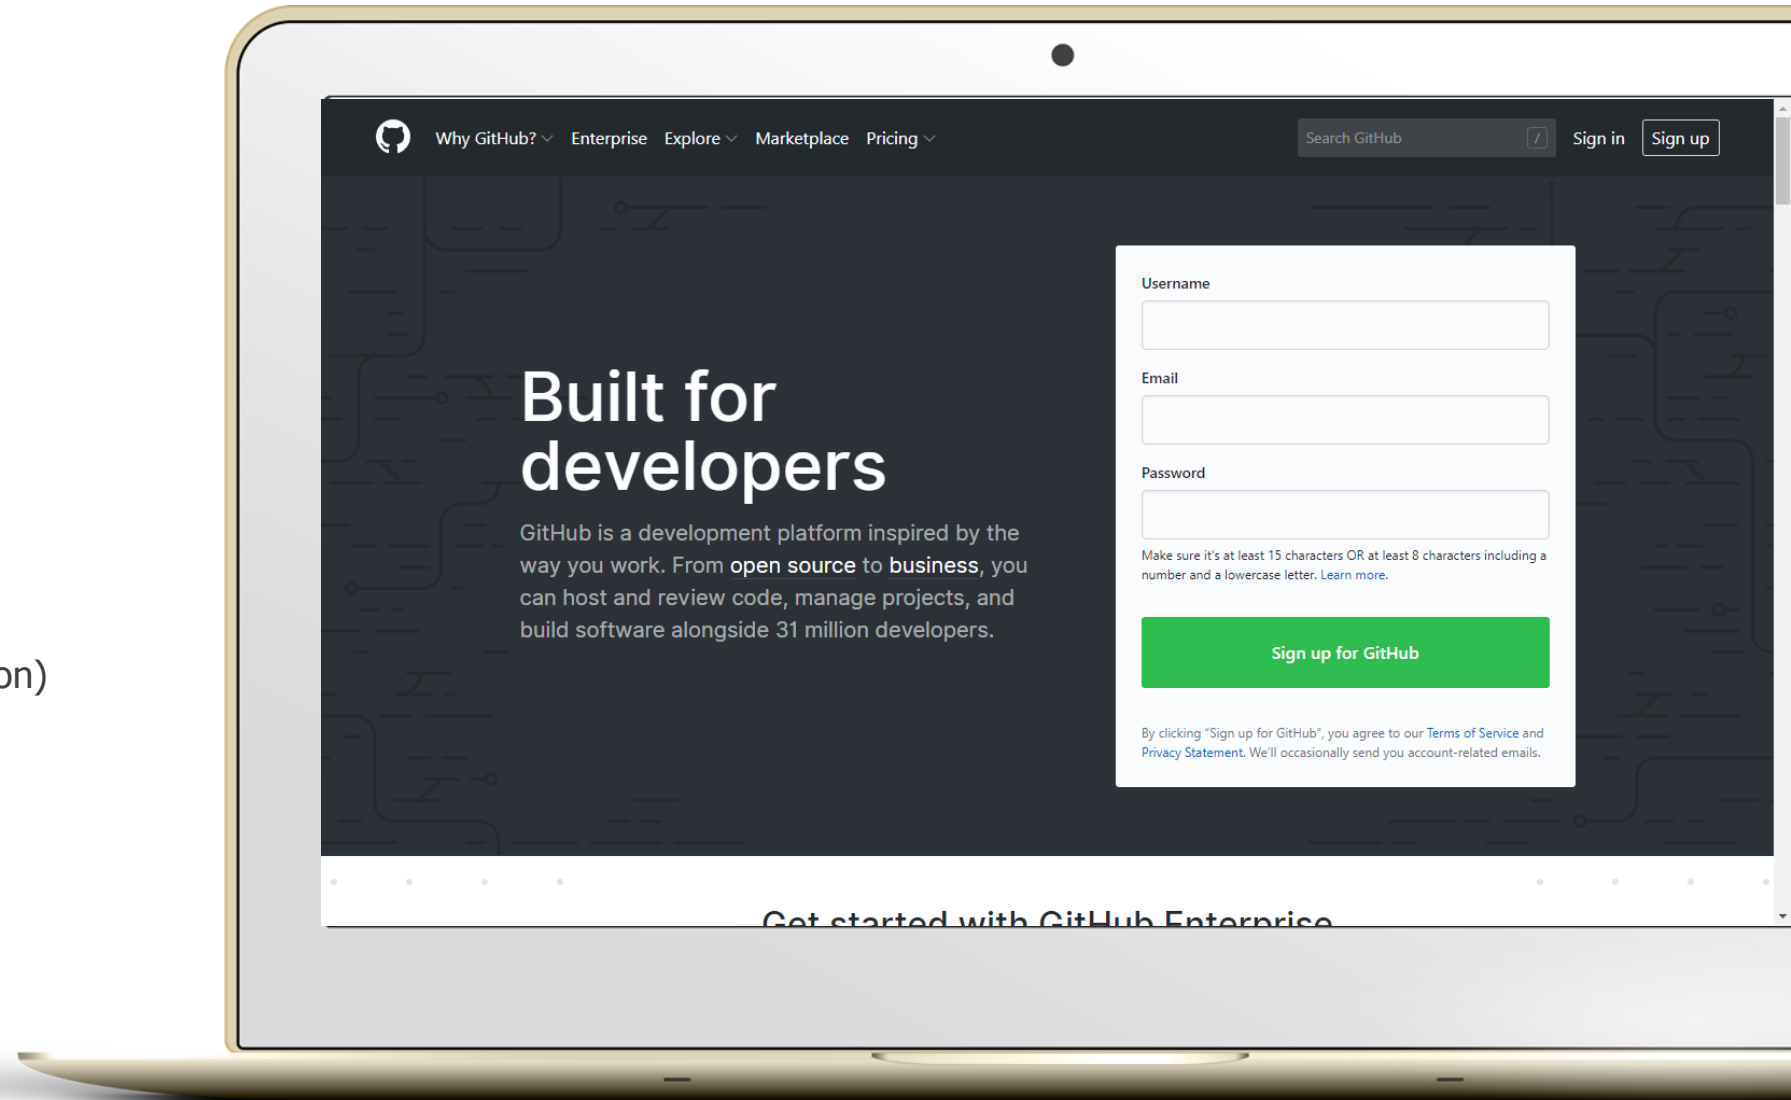 Why GitHub? Enterprise Explore Marketplace Pricing Search GitHub / Sign in Sign up
Built for
developers
GitHub is a development platform inspired by the
way you work. From open source to business, you
can host and review code, manage projects, and
build software alongside 31 million developers.
Username
Email
Password
Make sure it's at least 15 characters OR at least 8 characters including a
number and a lowercase letter. Learn more.
Sign up for GitHub
By clicking “Sign up for GitHub”, you agree to our Terms of Service and
Privacy Statement. We'll occasionally send you account-related emails.
Get started with GitHub Enterprise
on)